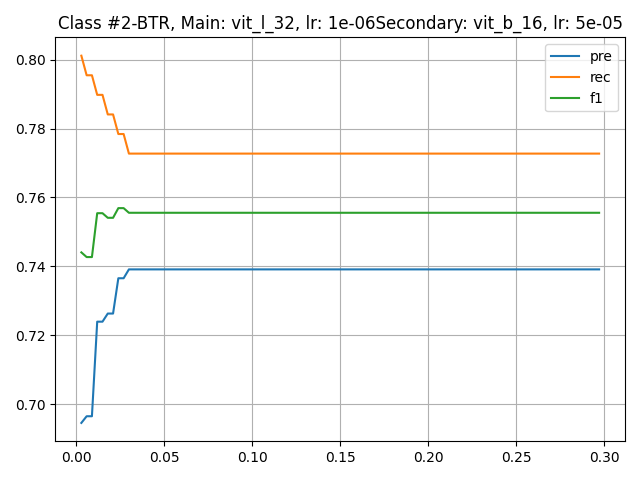 Class #2-BTR, Main: vit_l_32, lr: 1e-06Secondary: vit_b_16, lr: 5e-05
pre
rec
f1
0.80
0.78
0.76
0.74
0.72
0.70
0.00 0.05 0.10 0.15 0.20 0.25 0.30